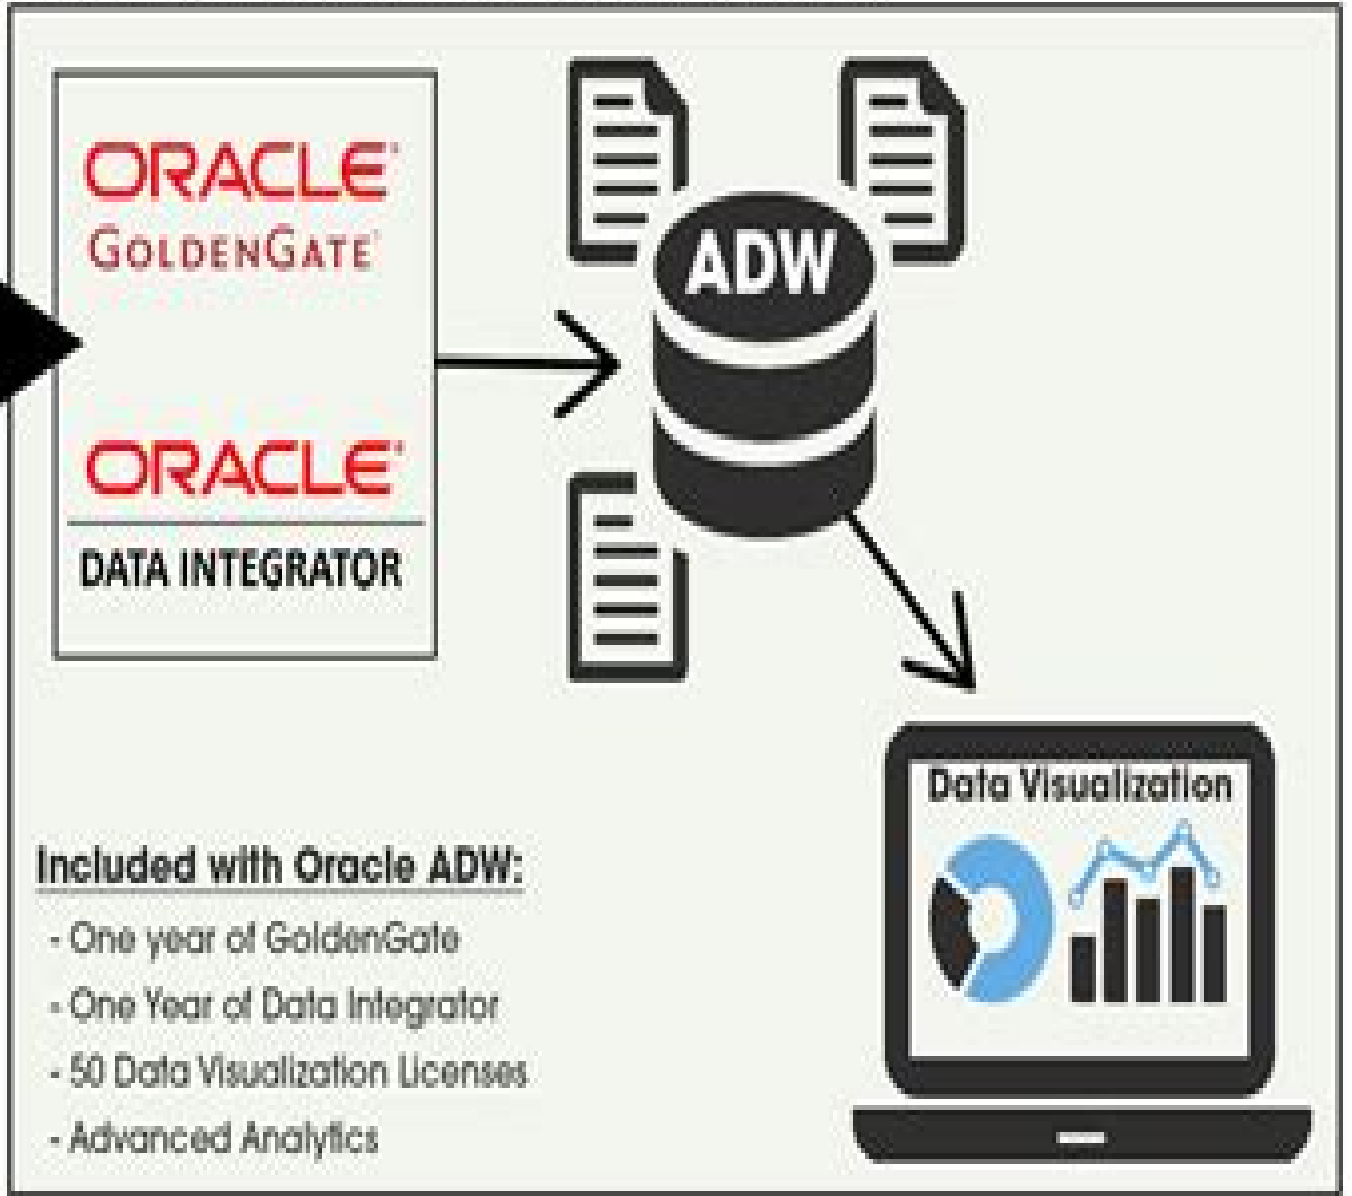 ORACLE
GOLDENGATE
ORACLE
DATA INTEGRATOR
ADW
Data Visualization
Included with Oracle ADW:
- One year of GoldenGate
- One Year of Data Integrator
- 50 Data Visualization Licenses
- Advanced Analytics